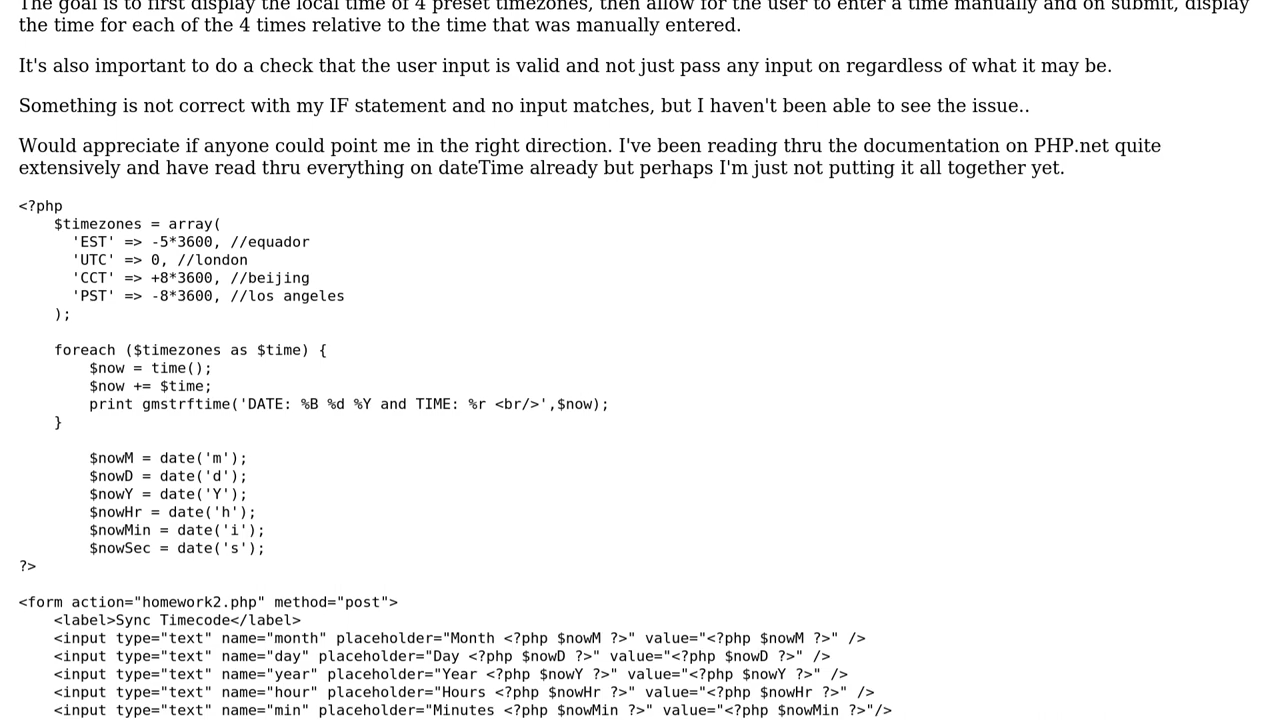 The goal is to first display the local time of 4 preset timezones, then allow for the user to enter a time manually and on submit, display
the time for each of the 4 times relative to the time that was manually entered.
It's also important to do a check that the user input is valid and not just pass any input on regardless of what it may be.
Something is not correct with my IF statement and no input matches, but I haven't been able to see the issue..
Would appreciate if anyone could point me in the right direction. I've been reading thru the documentation on PHP.net quite
extensively and have read thru everything on dateTime already but perhaps I'm just not putting it all together yet.
<?php
    $timezones = array(
      'EST' => -5*3600, //equador
      'UTC' => 0, //london
      'CCT' => +8*3600, //beijing
      'PST' => -8*3600, //los angeles
    );
    foreach ($timezones as $time) {
        $now = time();
        $now += $time;
        print gmstrftime('DATE: %B %d %Y and TIME: %r <br/>',$now);
    }
        $nowM = date('m');
        $nowD = date('d');
        $nowY = date('Y');
        $nowHr = date('h');
        $nowMin = date('i');
        $nowSec = date('s');
?>
<form action="homework2.php" method="post">
    <label>Sync Timecode</label>
    <input type="text" name="month" placeholder="Month <?php $nowM ?>" value="<?php $nowM ?>" />
    <input type="text" name="day" placeholder="Day <?php $nowD ?>" value="<?php $nowD ?>" />
    <input type="text" name="year" placeholder="Year <?php $nowY ?>" value="<?php $nowY ?>" />
    <input type="text" name="hour" placeholder="Hours <?php $nowHr ?>" value="<?php $nowHr ?>" />
    <input type="text" name="min" placeholder="Minutes <?php $nowMin ?>" value="<?php $nowMin ?>"/>